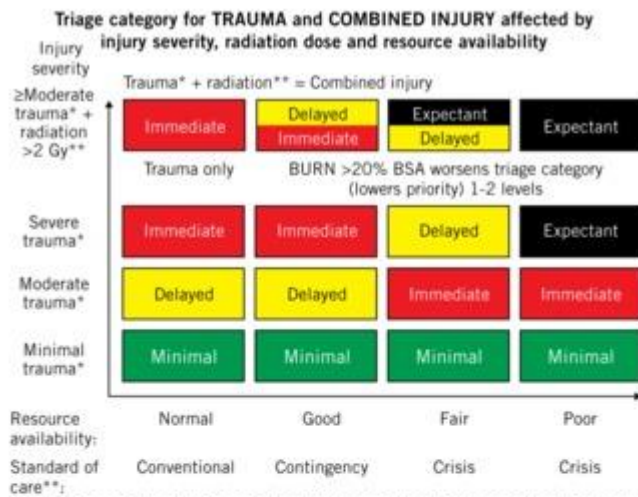 Triage category for TRAUMA and COMBINED INJURY affected by
injury severity, radiation dose and resource availability
Injury
severity
Trauma* + radiation** = Combined injury
≥Moderate
trauma* +
radiation
>2 Gy**
Immediate
Delayed
Immediate
Expectant
Delayed
Expectant
Trauma only
BURN >20% BSA worsens triage category
(lowers priority) 1-2 levels
Severe
trauma*
Immediate
Immediate
Delayed
Expectant
Moderate
trauma*
Delayed
Delayed
Immediate
Immediate
Minimal
trauma*
Minimal
Minimal
Minimal
Minimal
Resource
availability:
Normal
Good
Fair
Poor
Standard of
care**:
Conventional
Contingency
Crisis
Crisis